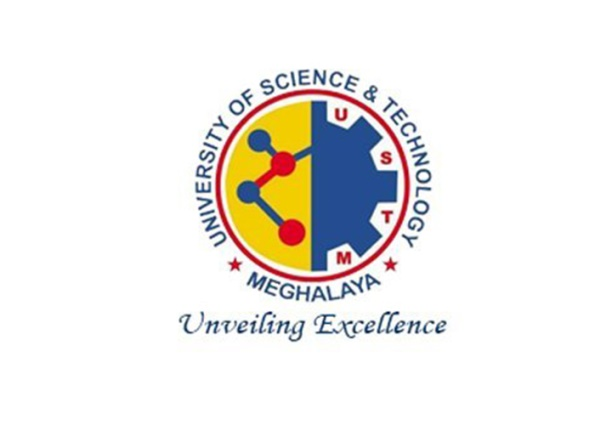 UNIVERSITY OF SCIENCE & TECHNOLOGY
U
S
T
M
MEGHALAYA
Unveiling Excellence